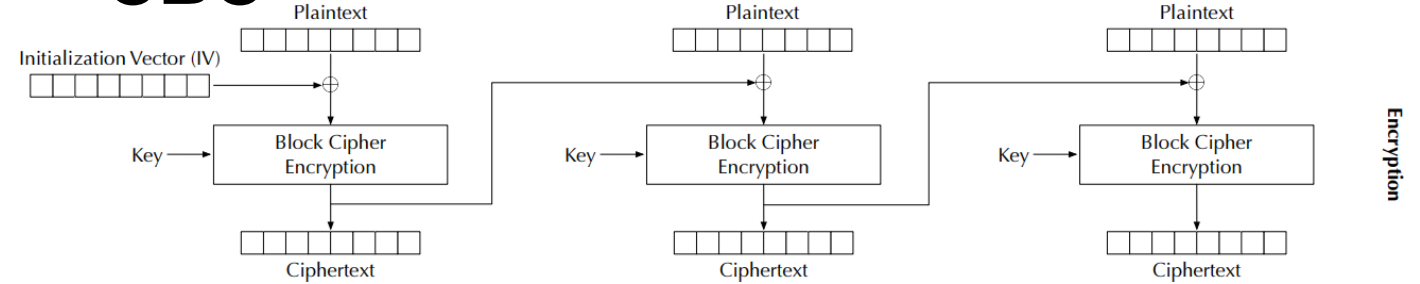 Plaintext
Plaintext
Plaintext
Initialization Vector (IV)
Block Cipher
Encryption
Block Cipher
Encryption
Block Cipher
Encryption
Key
Key
Key
Encryption
Ciphertext
Ciphertext
Ciphertext